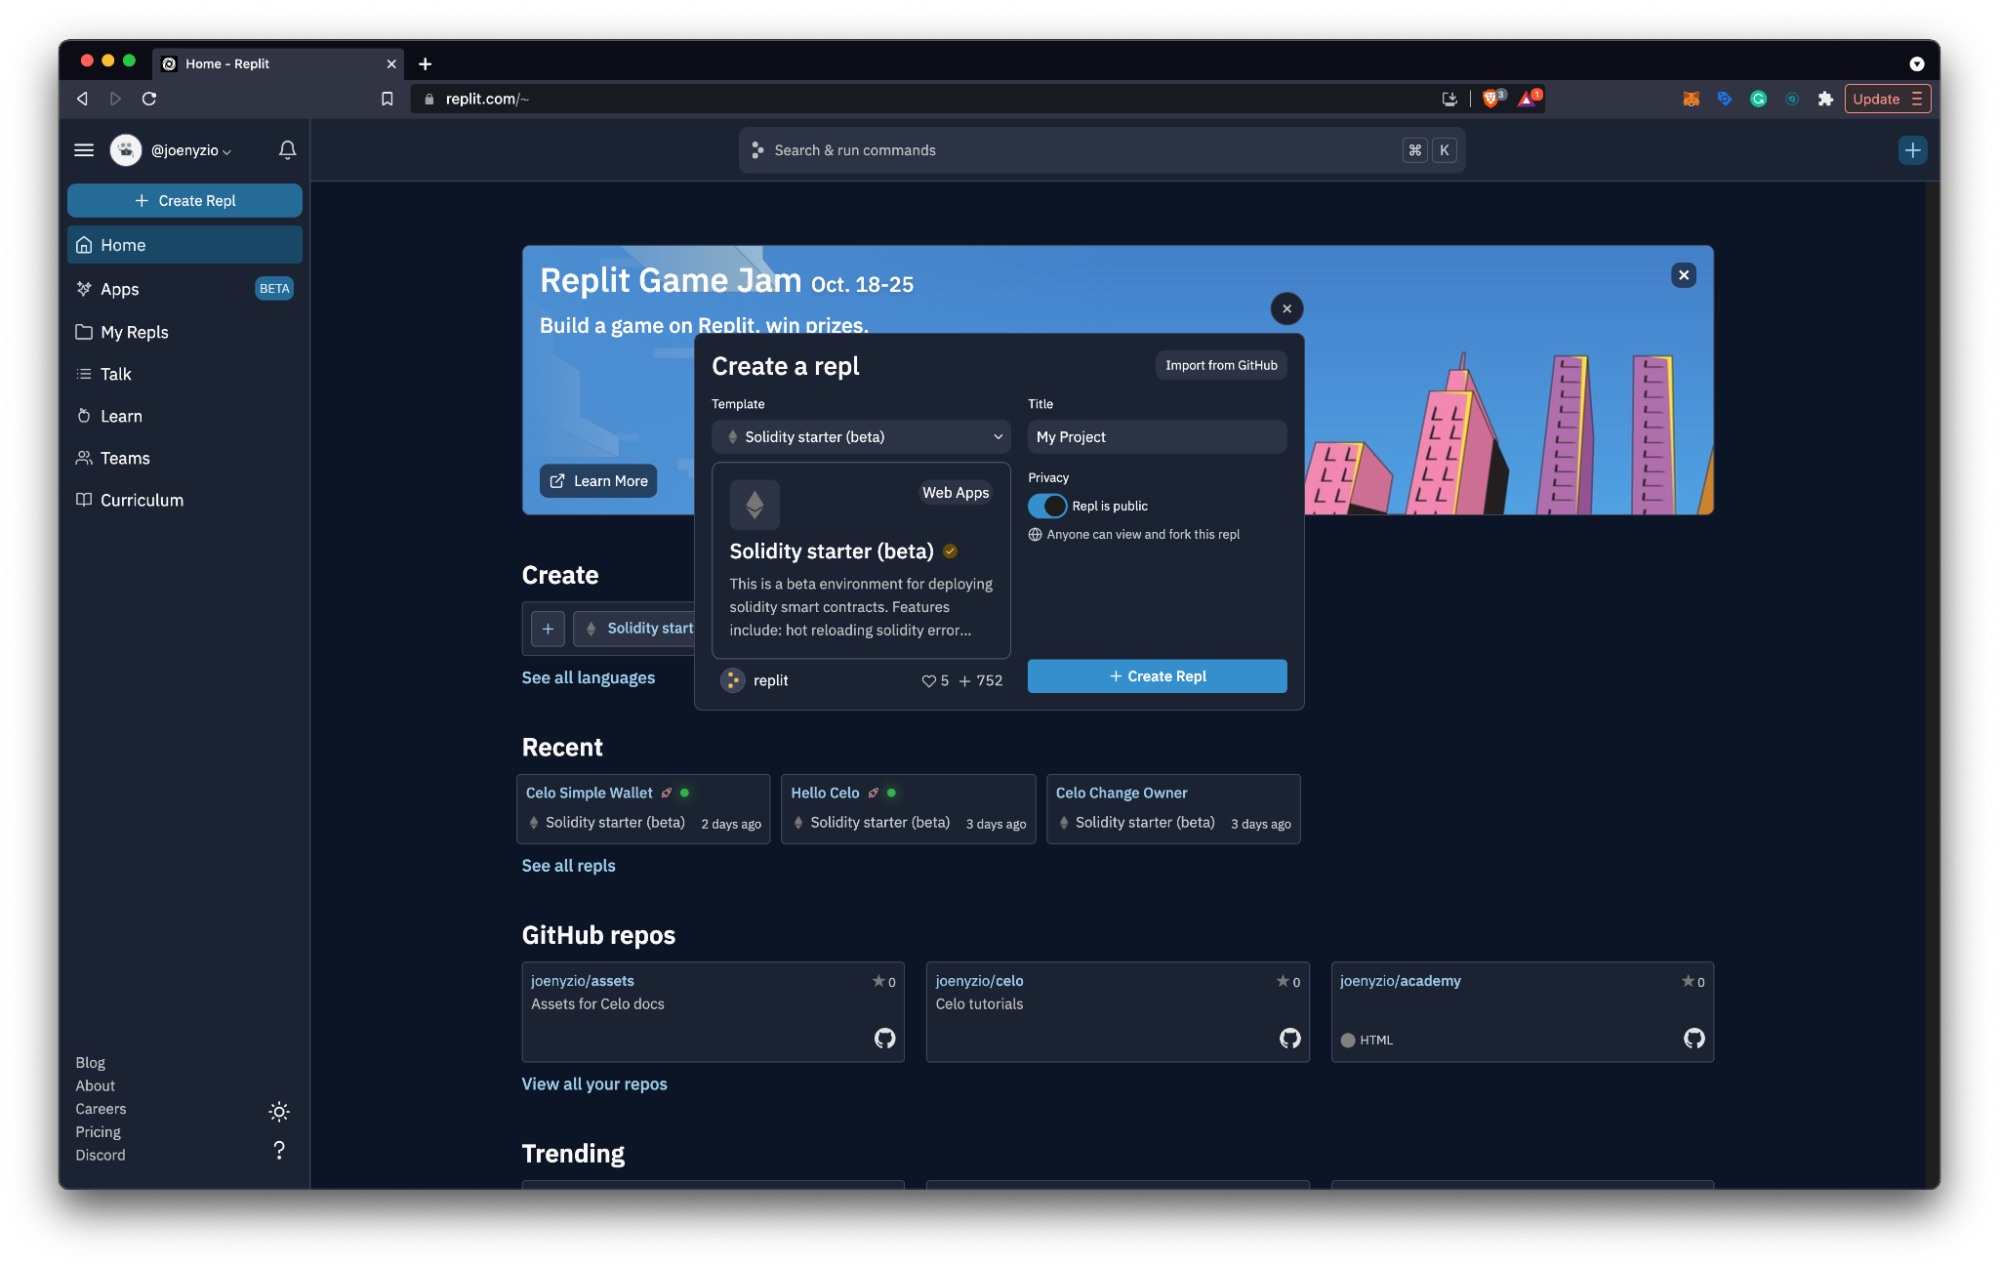 Home - Replit
replit.com/~
3
1
Update
@joenyzio
Search & run commands
⌘ K
+ Create Repl
Home
Apps
BETA
My Repls
Talk
Learn
Teams
Curriculum
Blog
About
Careers
Pricing
Discord
?
Replit Game Jam Oct. 18-25
Build a game on Replit, win prizes.
Learn More
Create a repl
Import from GitHub
Template
Solidity starter (beta)
Web Apps
Solidity starter (beta)
This is a beta environment for deploying
solidity smart contracts. Features
include: hot reloading solidity error...
replit
5 + 752
Title
My Project
Privacy
Repl is public
Anyone can view and fork this repl
+ Create Repl
Create
+
Solidity start
See all languages
Recent
Celo Simple Wallet
Solidity starter (beta) 2 days ago
Hello Celo
Solidity starter (beta) 3 days ago
Celo Change Owner
Solidity starter (beta) 3 days ago
See all repls
GitHub repos
joenyzio/assets
0
Assets for Celo docs
joenyzio/celo
0
Celo tutorials
joenyzio/academy
0
HTML
View all your repos
Trending